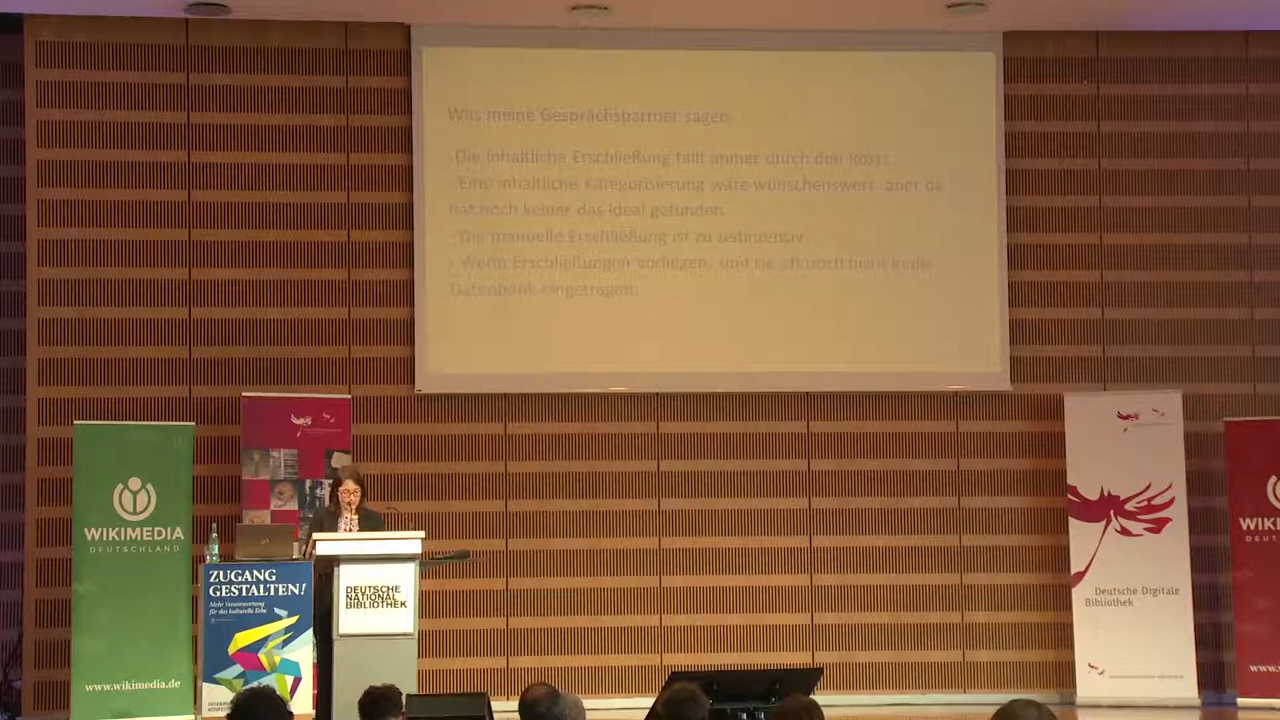 Was meine Gesprächspartner sagen:
- Die inhaltliche Erschließung fällt immer durch den Rost.
- Eine inhaltliche Kategorisierung wäre wünschenswert, aber da
hat noch keiner das Ideal gefunden.
- Die manuelle Erschließung ist zu zeitintensiv.
- Wenn Erschließungen vorliegen, sind sie oft noch nicht in die
Datenbank eingetragen.
WIKIMEDIA
DEUTSCHLAND
www.wikimedia.de
ZUGANG
GESTALTEN!
Mehr Verantwortung
für das kulturelle Erbe
DEUTSCHE
NATIONAL
BIBLIOTHEK
Deutsche Digitale
Bibliothek